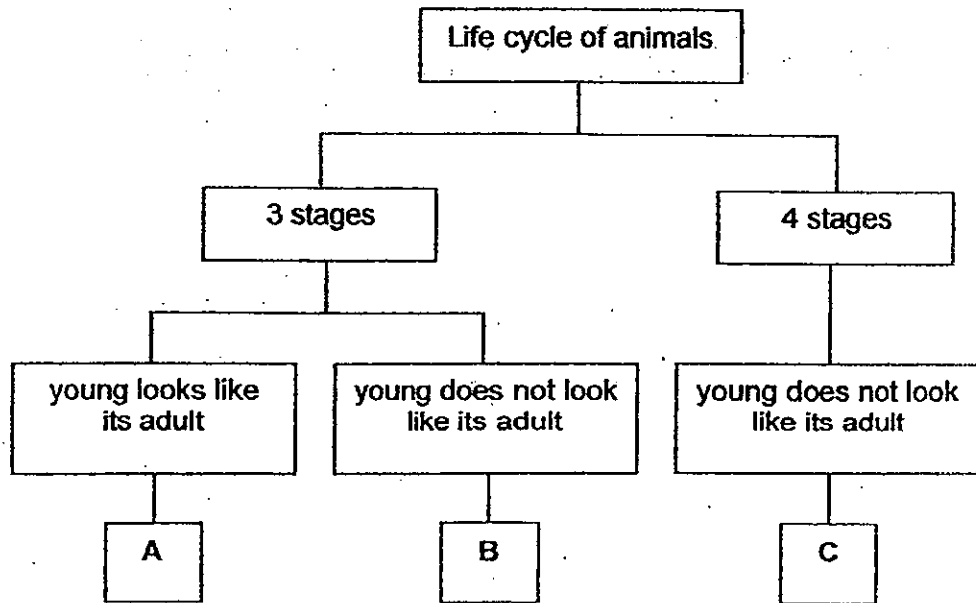 Life cycle of animals
3 stages
4 stages
young looks like
its adult
young does not look
like its adult
young does not look
like its adult
A
B
C